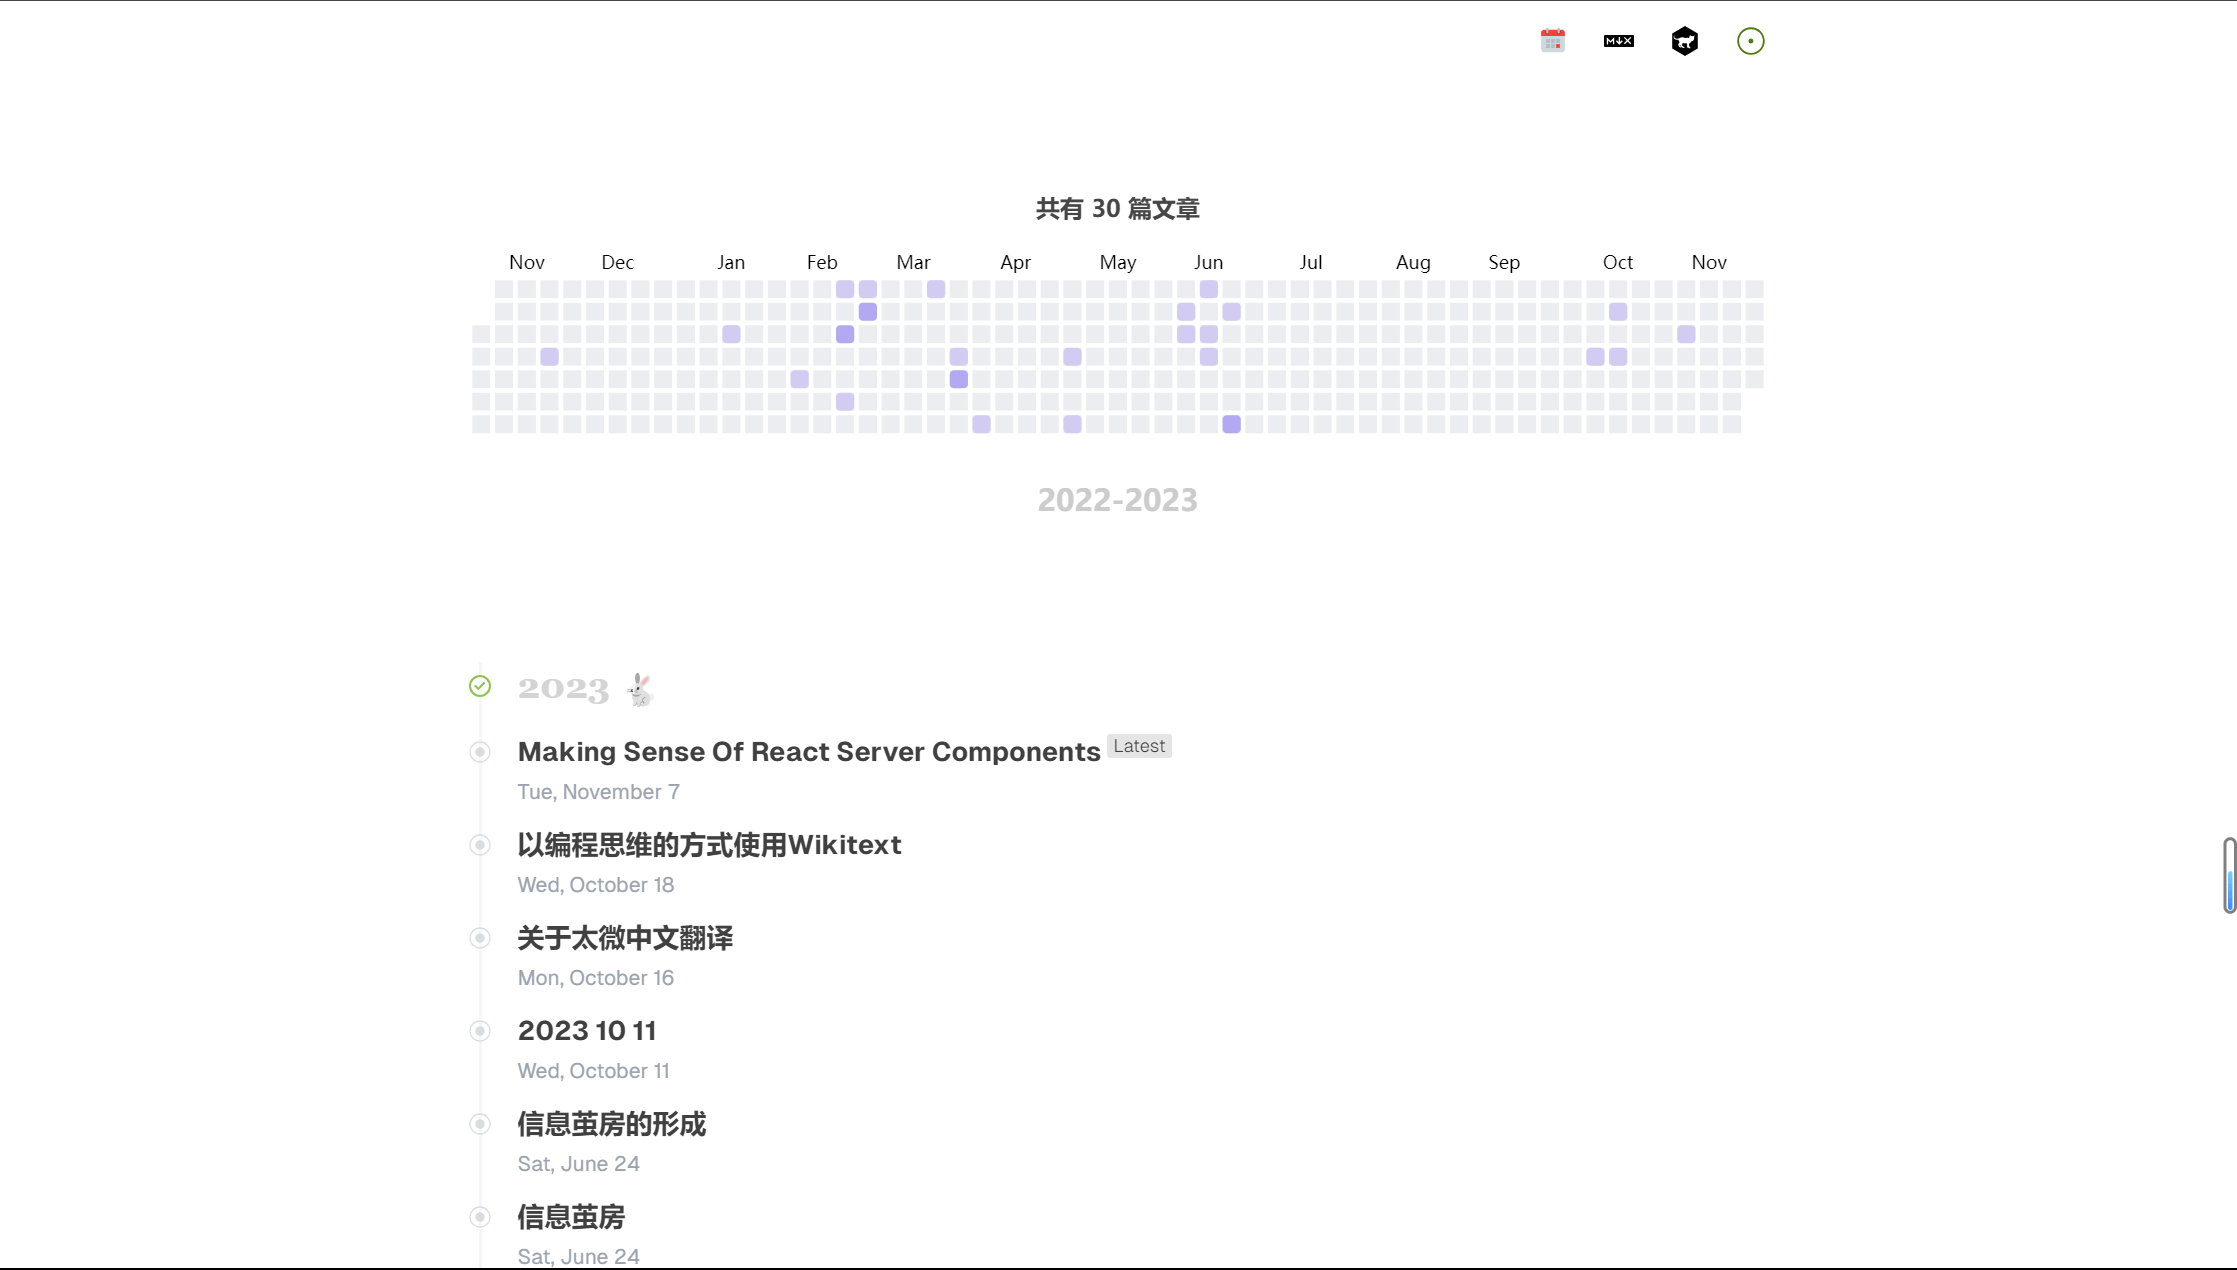 M↓X
共有 30 篇文章
Nov Dec Jan Feb Mar Apr May Jun Jul Aug Sep Oct Nov
2022-2023
2023
Making Sense Of React Server Components Latest
Tue, November 7
以编程思维的方式使用Wikitext
Wed, October 18
关于太微中文翻译
Mon, October 16
2023 10 11
Wed, October 11
信息茧房的形成
Sat, June 24
信息茧房
Sat, June 24